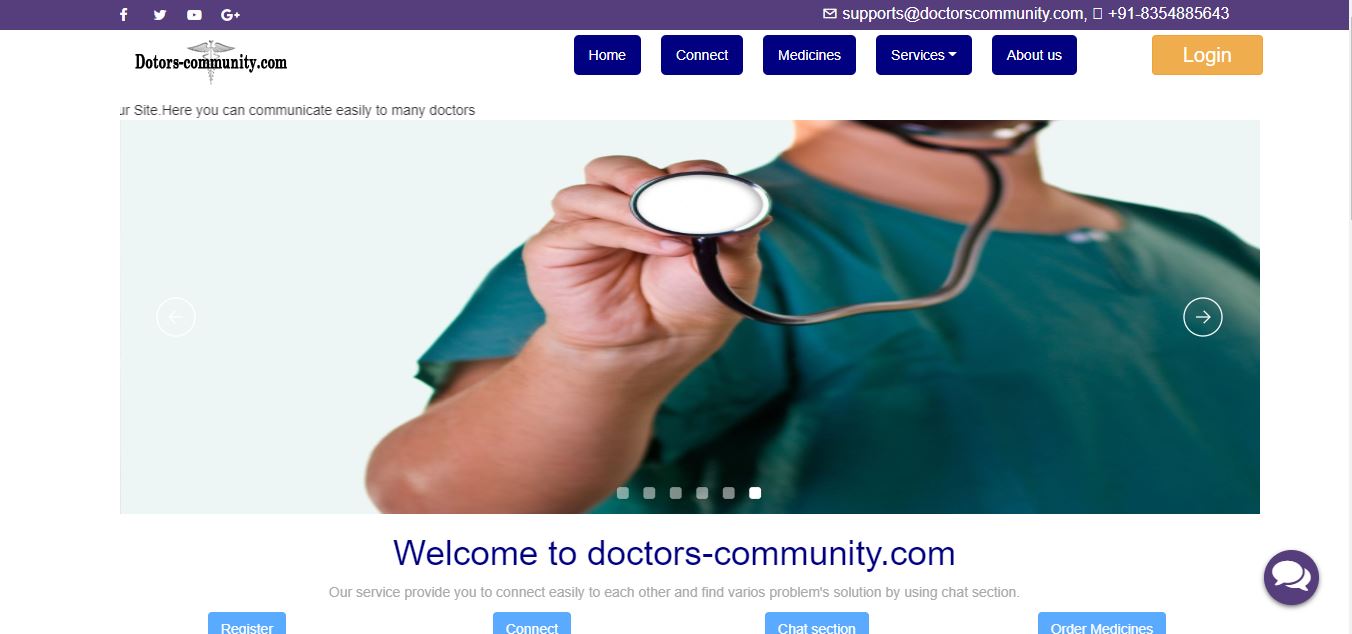 supports@doctorscommunity.com, +91-8354885643
Dotors-community.com
Home
Connect
Medicines
Services
About us
Login
ur Site.Here you can communicate easily to many doctors
Welcome to doctors-community.com
Our service provide you to connect easily to each other and find varios problem's solution by using chat section.
Register
Connect
Chat section
Order Medicines